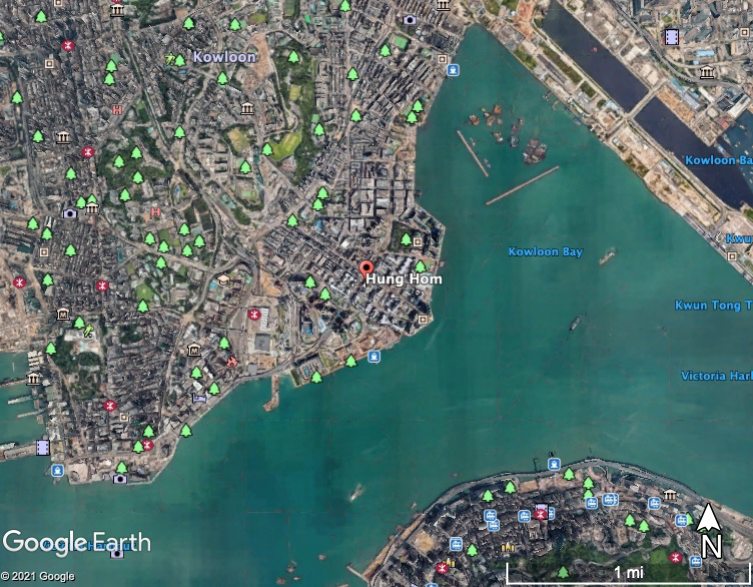 Kowloon
Kowloon Ba
Kwu
Kowloon Bay
Hung Hom
Kwun Tong T
Victoria Harb
Google Earth
N
© 2021 Google
1 mi